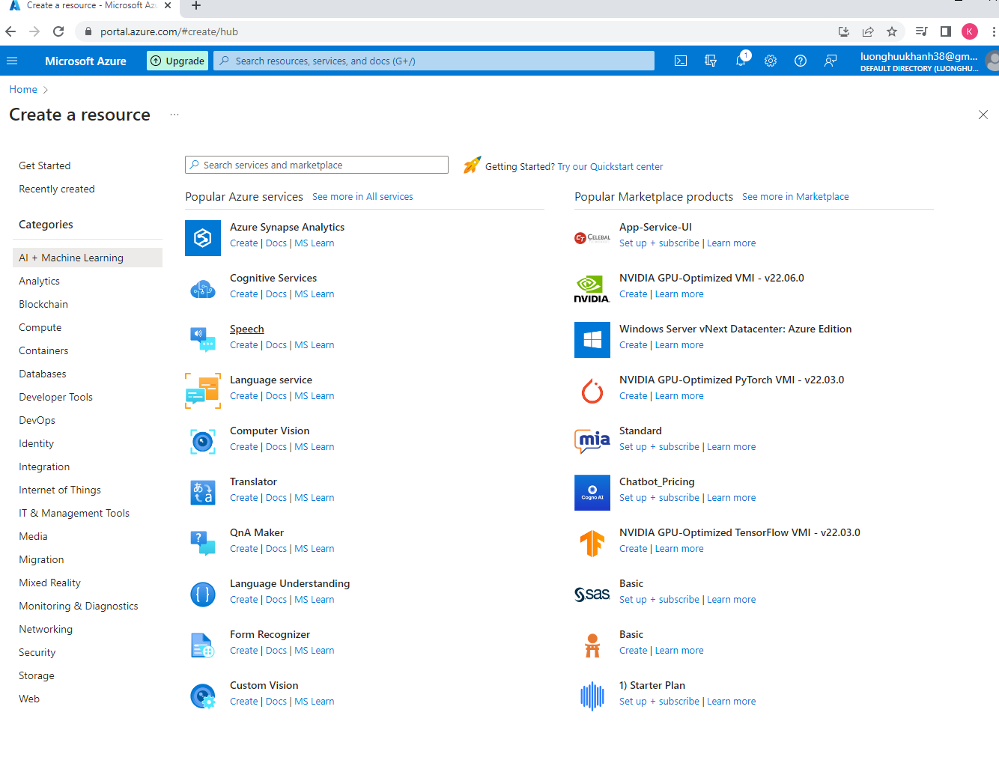 Create a resource - Microsoft Az
portal.azure.com/#create/hub
K
Microsoft Azure
Upgrade
Search resources, services, and docs (G+/)
1
luonghuukhanh38@gm...
DEFAULT DIRECTORY (LUONGHU...
Home
Create a resource
...
Get Started
Recently created
Categories
AI + Machine Learning
Analytics
Blockchain
Compute
Containers
Databases
Developer Tools
DevOps
Identity
Integration
Internet of Things
IT & Management Tools
Media
Migration
Mixed Reality
Monitoring & Diagnostics
Networking
Security
Storage
Web
Search services and marketplace
Getting Started? Try our Quickstart center
Popular Azure services See more in All services
Azure Synapse Analytics
Create | Docs | MS Learn
Cognitive Services
Create | Docs | MS Learn
Speech
Create | Docs | MS Learn
Language service
Create | Docs | MS Learn
Computer Vision
Create | Docs | MS Learn
Translator
Create | Docs | MS Learn
QnA Maker
Create | Docs | MS Learn
Language Understanding
Create | Docs | MS Learn
Form Recognizer
Create | Docs | MS Learn
Custom Vision
Create | Docs | MS Learn
Popular Marketplace products See more in Marketplace
CT CELEBAL
App-Service-UI
Set up + subscribe | Learn more
NVIDIA.
NVIDIA GPU-Optimized VMI - v22.06.0
Create | Learn more
Windows Server vNext Datacenter: Azure Edition
Create | Learn more
NVIDIA GPU-Optimized PyTorch VMI - v22.03.0
Create | Learn more
mia
Standard
Set up + subscribe | Learn more
Cogno AI
Chatbot_Pricing
Set up + subscribe | Learn more
NVIDIA GPU-Optimized TensorFlow VMI - v22.03.0
Create | Learn more
sas
Basic
Set up + subscribe | Learn more
Basic
Create | Learn more
1) Starter Plan
Set up + subscribe | Learn more